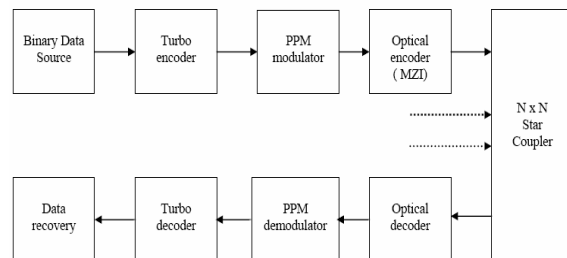 Binary Data
Source
Turbo
encoder
PPM
modulator
Optical
encoder
( MZI)
N x N
Star
Coupler
Data
recovery
Turbo
decoder
PPM
demodulator
Optical
decoder